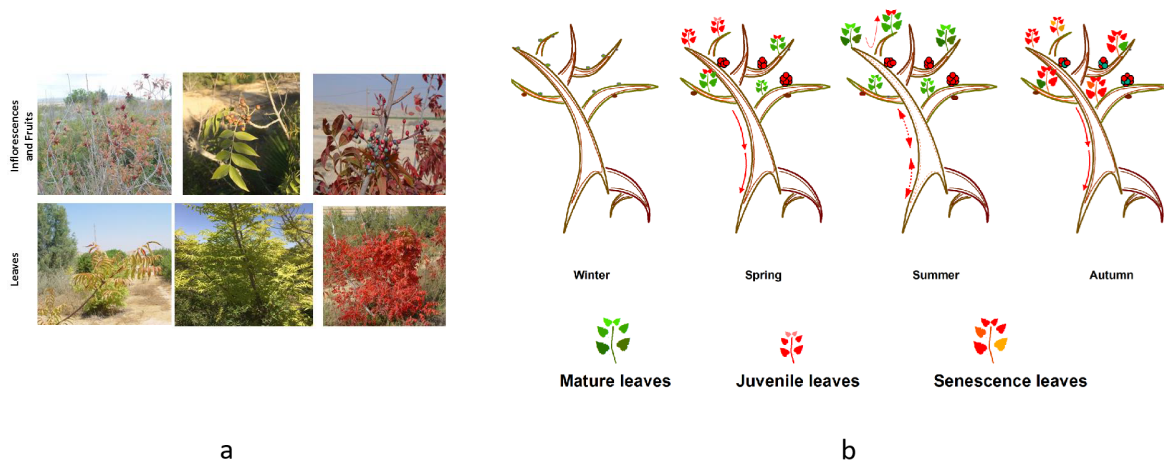 Inflorescences
and Fruits
Leaves
Winter
Spring
Summer
Autumn
Mature leaves
Juvenile leaves
Senescence leaves
a
b